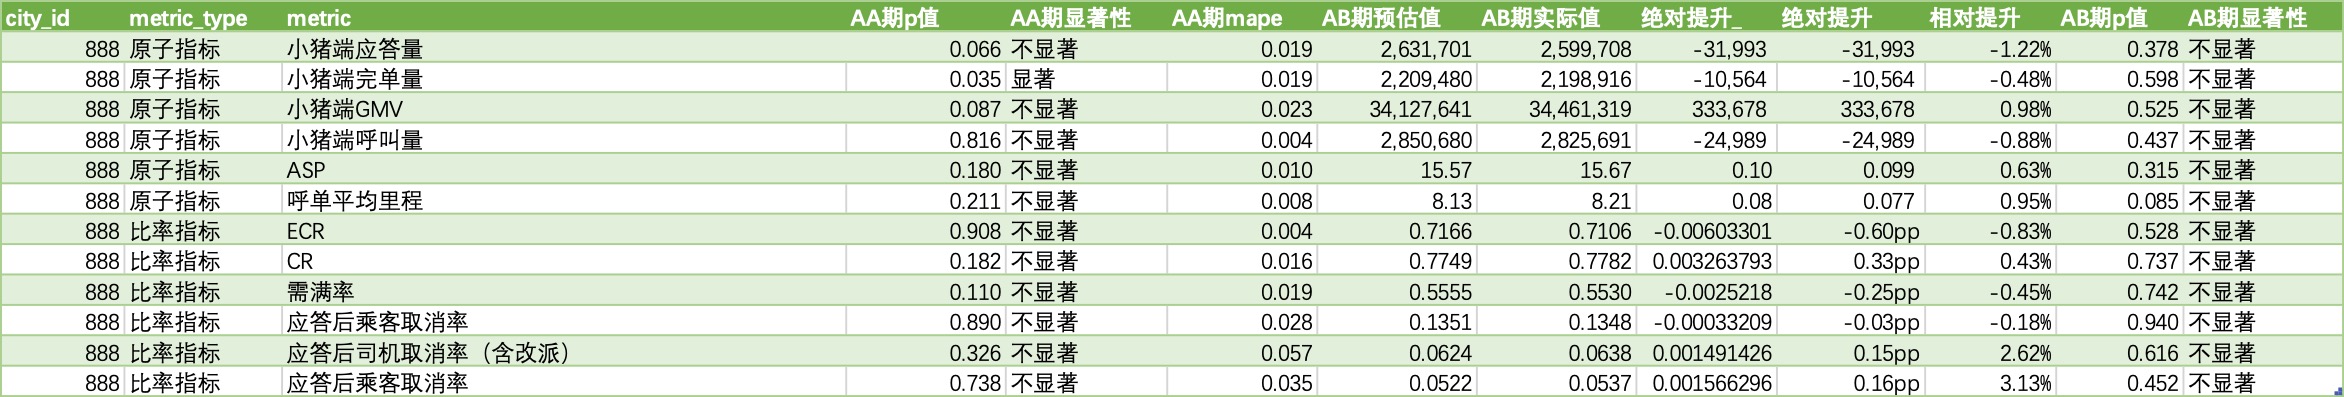 city_id metric_type metric AA期p值 AA期显著性 AA期mape AB期预估值 AB期实际值 绝对提升_ 绝对提升 相对提升 AB期p值 AB期显著性
888 原子指标 小猪端应答量 0.066 不显著 0.019 2,631,701 2,599,708 -31,993 -31,993 -1.22% 0.378 不显著
888 原子指标 小猪端完单量 0.035 显著 0.019 2,209,480 2,198,916 -10,564 -10,564 -0.48% 0.598 不显著
888 原子指标 小猪端GMV 0.087 不显著 0.023 34,127,641 34,461,319 333,678 333,678 0.98% 0.525 不显著
888 原子指标 小猪端呼叫量 0.816 不显著 0.004 2,850,680 2,825,691 -24,989 -24,989 -0.88% 0.437 不显著
888 原子指标 ASP 0.180 不显著 0.010 15.57 15.67 0.10 0.099 0.63% 0.315 不显著
888 原子指标 呼单平均里程 0.211 不显著 0.008 8.13 8.21 0.08 0.077 0.95% 0.085 不显著
888 比率指标 ECR 0.908 不显著 0.004 0.7166 0.7106 -0.00603301 -0.60pp -0.83% 0.528 不显著
888 比率指标 CR 0.182 不显著 0.016 0.7749 0.7782 0.003263793 0.33pp 0.43% 0.737 不显著
888 比率指标 需满率 0.110 不显著 0.019 0.5555 0.5530 -0.0025218 -0.25pp -0.45% 0.742 不显著
888 比率指标 应答后乘客取消率 0.890 不显著 0.028 0.1351 0.1348 -0.00033209 -0.03pp -0.18% 0.940 不显著
888 比率指标 应答后司机取消率（含改派） 0.326 不显著 0.057 0.0624 0.0638 0.001491426 0.15pp 2.62% 0.616 不显著
888 比率指标 应答后乘客取消率 0.738 不显著 0.035 0.0522 0.0537 0.001566296 0.16pp 3.13% 0.452 不显著